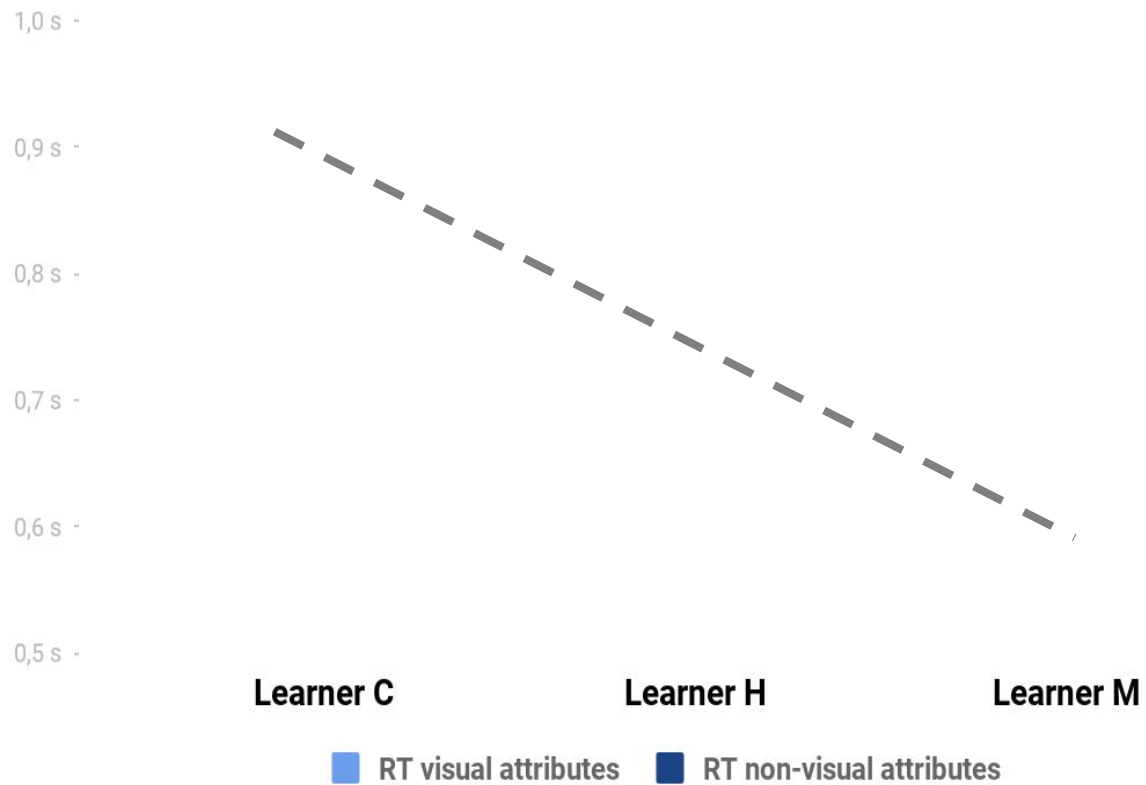 1,0 s
0,9 s
0,8 s
0,7 s
0,6 s
0,5 s
Learner C Learner H Learner M
RT visual attributes RT non-visual attributes